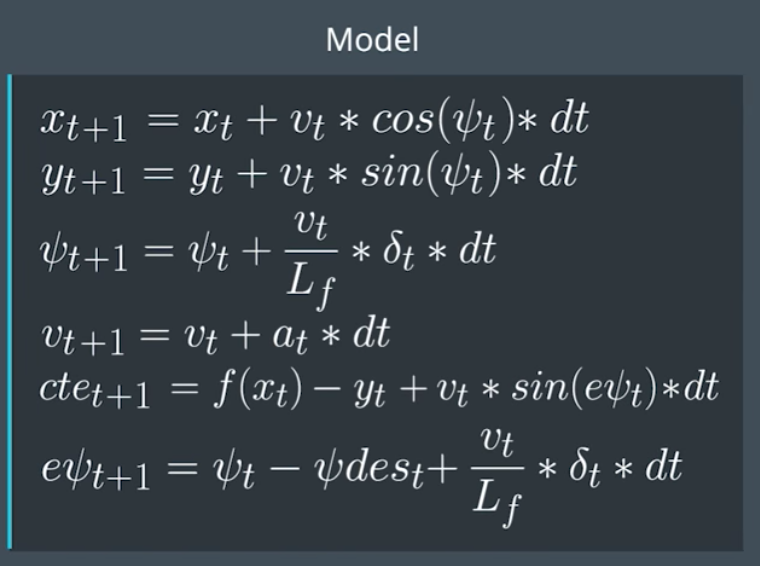 Model
x_{t+1} = x_t + v_t * cos(ψ_t) * dt
y_{t+1} = y_t + v_t * sin(ψ_t) * dt
ψ_{t+1} = ψ_t + \frac{v_t}{L_f} * δ_t * dt
v_{t+1} = v_t + a_t * dt
cte_{t+1} = f(x_t) − y_t + v_t * sin(eψ_t) * dt
eψ_{t+1} = ψ_t − ψdes_t + \frac{v_t}{L_f} * δ_t * dt